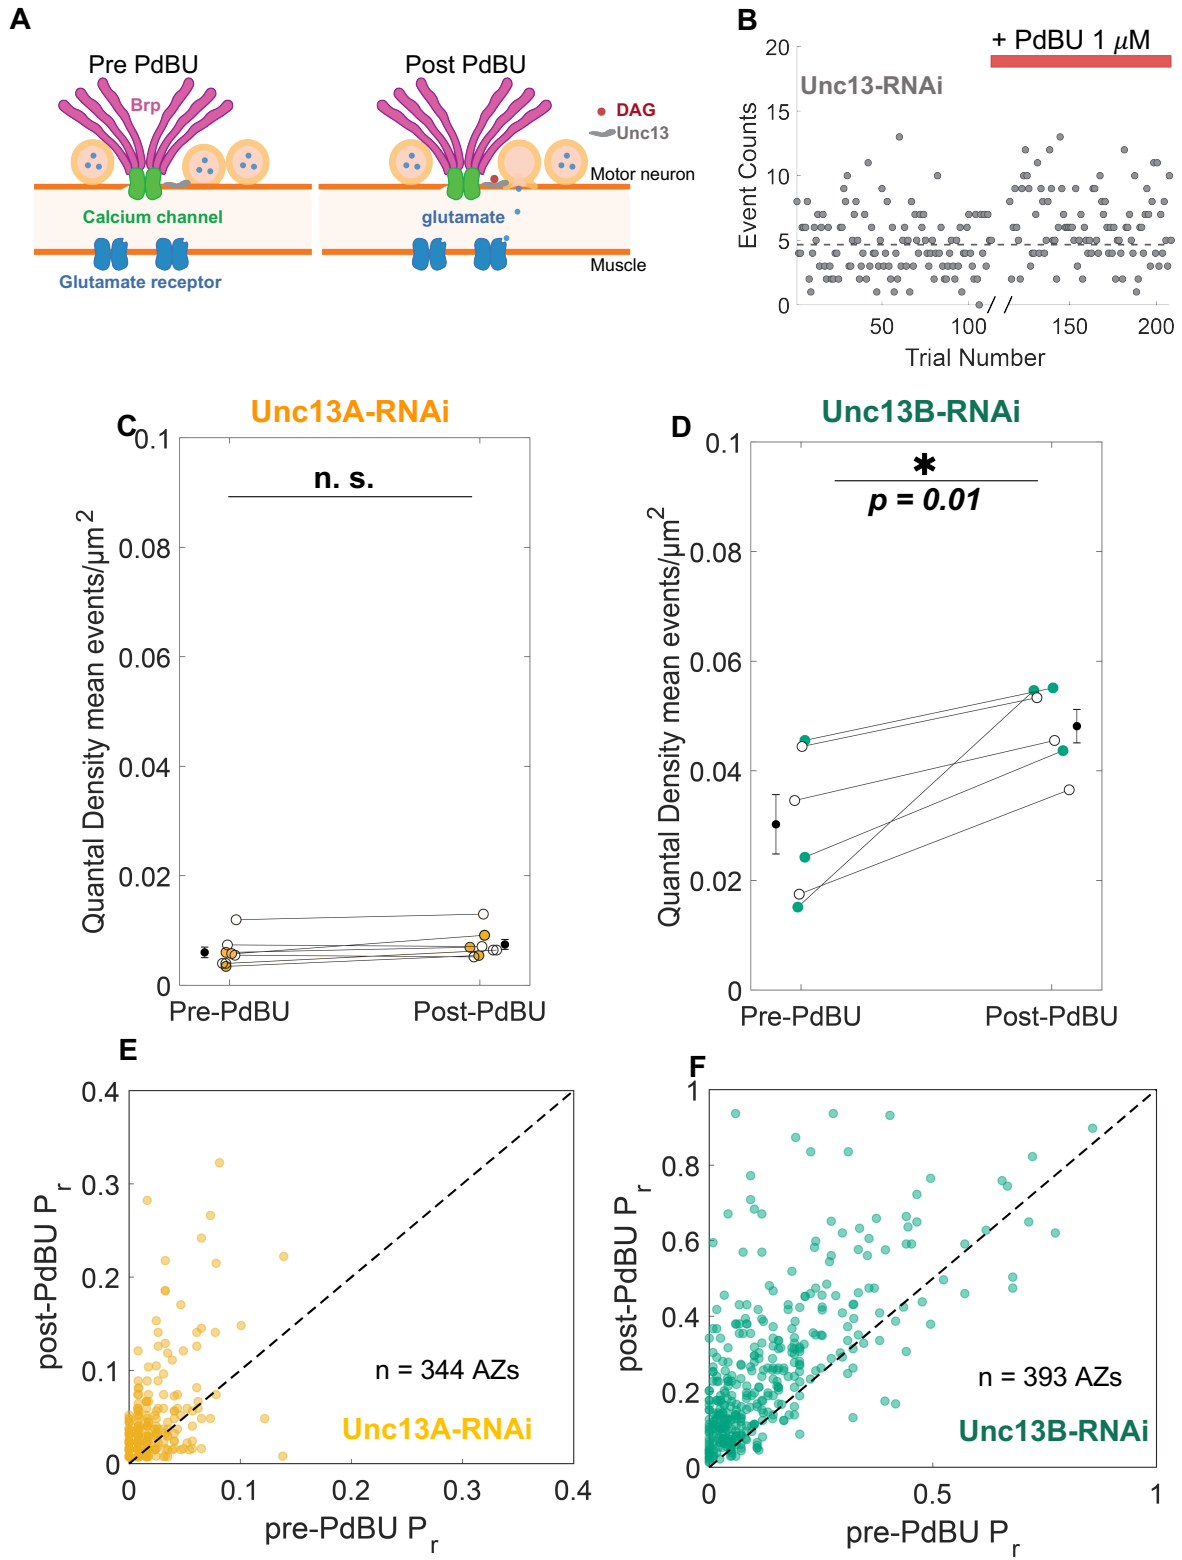 A
Pre PdBU
Post PdBU
Brp
DAG
Unc13
Motor neuron
Calcium channel
glutamate
Muscle
Glutamate receptor
B
+ PdBU 1 μM
Unc13-RNAi
Event Counts
20
15
10
5
0
50
100
150
200
Trial Number
C
Unc13A-RNAi
n. s.
Quantal Density mean events/μm²
0.1
0.08
0.06
0.04
0.02
0
Pre-PdBU
Post-PdBU
D
Unc13B-RNAi
*
p = 0.01
Quantal Density mean events/μm²
0.1
0.08
0.06
0.04
0.02
0
Pre-PdBU
Post-PdBU
E
post-PdBU Pr
0.4
0.3
0.2
0.1
0
n = 344 AZs
Unc13A-RNAi
0
0.1
0.2
0.3
0.4
pre-PdBU Pr
F
post-PdBU Pr
1
0.8
0.6
0.4
0.2
0
n = 393 AZs
Unc13B-RNAi
0
0.5
1
pre-PdBU Pr